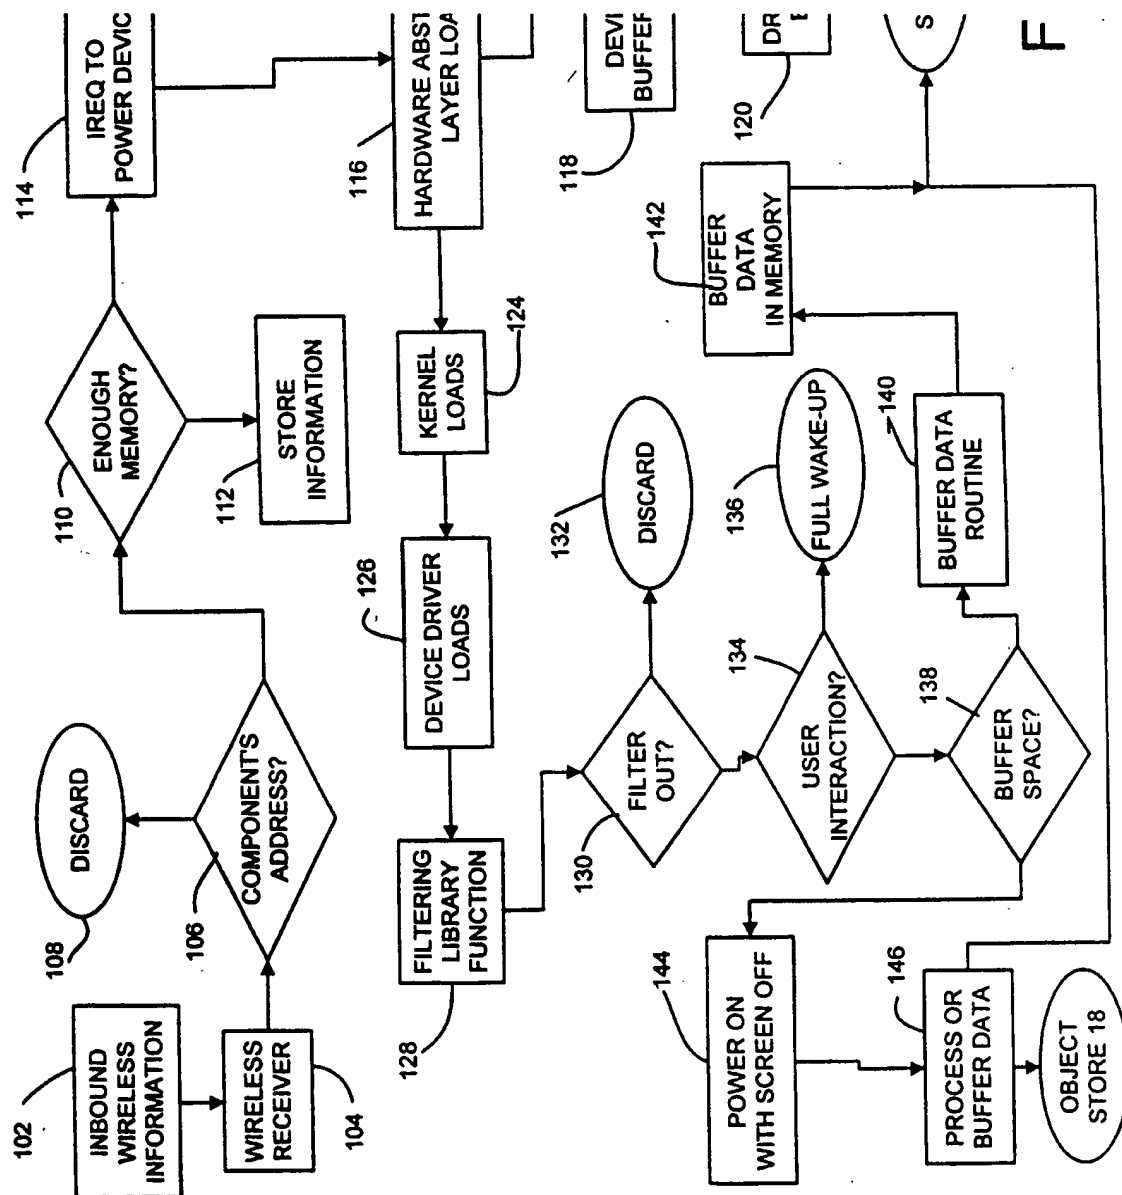 102
INBOUND
WIRELESS
INFORMATION
WIRELESS
RECEIVER
104
108
DISCARD
106
COMPONENT'S
ADDRESS?
110
ENOUGH
MEMORY?
112
STORE
INFORMATION
114
IREQ TO
POWER DEVIC
116
HARDWARE ABST
LAYER LOA
124
KERNEL
LOADS
126
DEVICE DRIVER
LOADS
128
FILTERING
LIBRARY
FUNCTION
130
FILTER
OUT?
132
DISCARD
134
USER
INTERACTION?
136
FULL WAKE-UP
138
BUFFER
SPACE?
140
BUFFER DATA
ROUTINE
142
BUFFER
DATA
IN MEMORY
144
POWER ON
WITH SCREEN OFF
146
PROCESS OR
BUFFER DATA
OBJECT
STORE 18
118
DEVI
BUFFER
120
DR
S
F